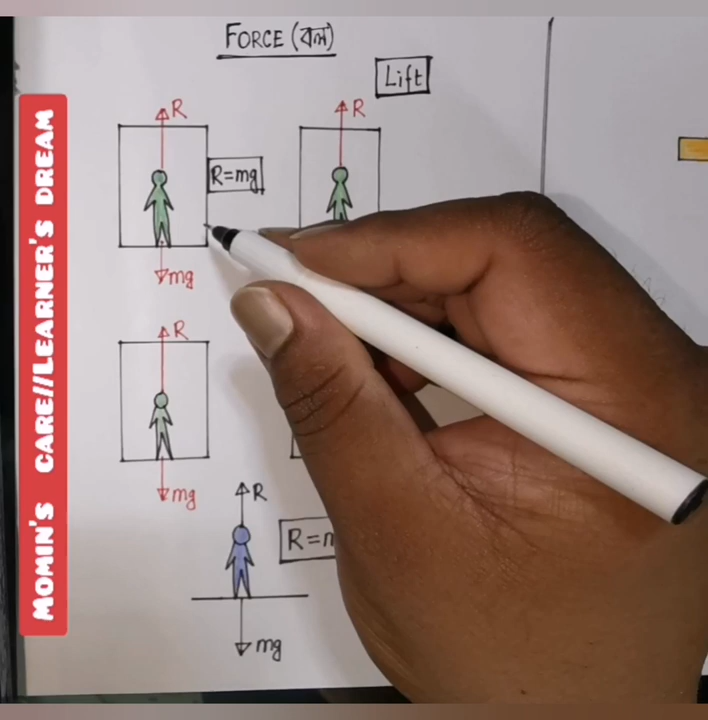 FORCE (বল)
Lift
R
R
R=mg
mg
R
mg
R
R=m
mg
MOMIN'S CARE//LEARNER'S DREAM